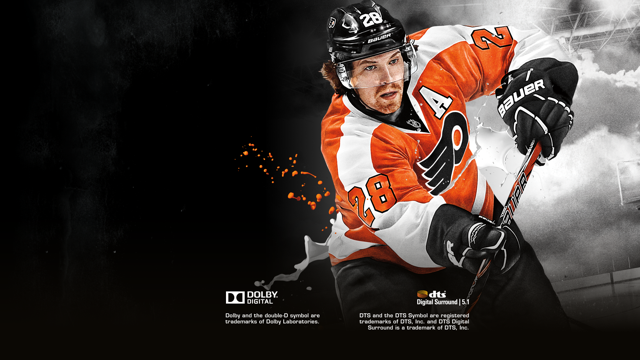 28
BAUER
2
A
BAUER
28
DOLBY.
DIGITAL
dts
Digital Surround | 5.1
Dolby and the double-D symbol are
trademarks of Dolby Laboratories.
DTS and the DTS Symbol are registered
trademarks of DTS, Inc. and DTS Digital
Surround is a trademark of DTS, Inc.